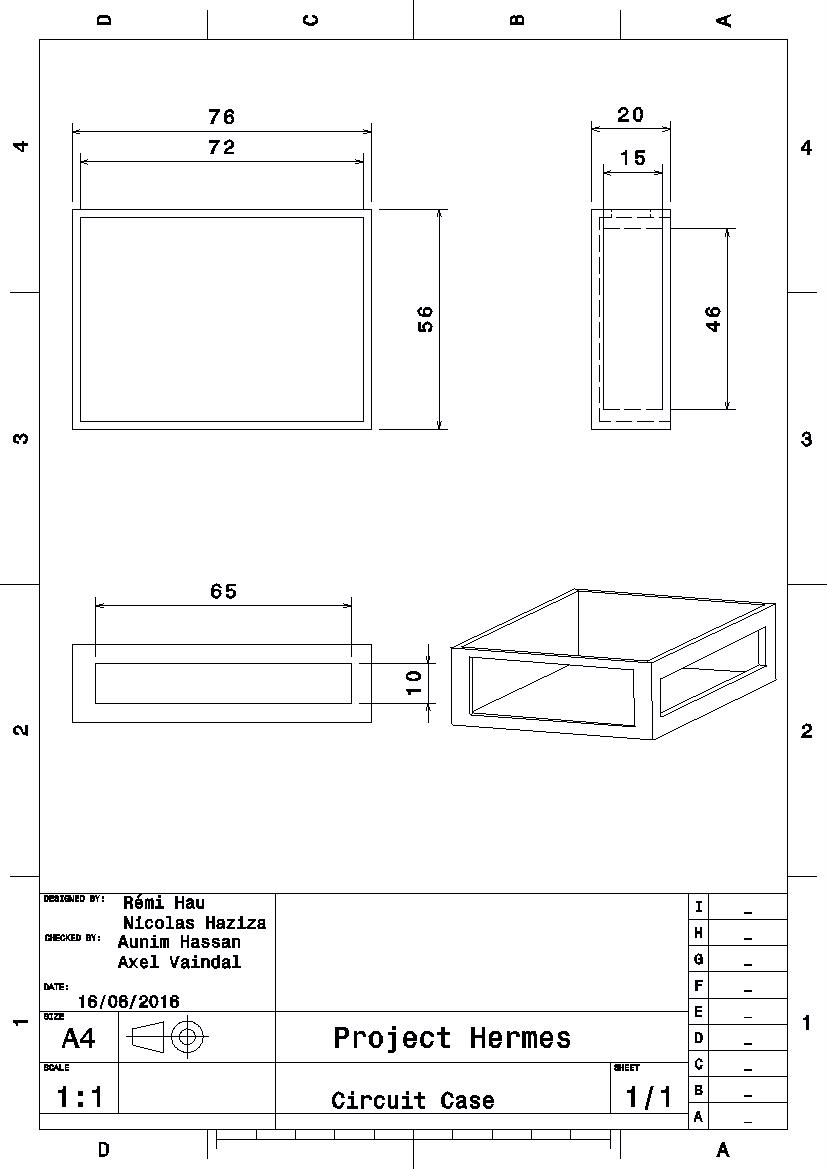 D C B A
76
72
20
15
4 4
56
46
3 3
65
10
2 2
DESIGNED BY: Rémi Hau
Nicolas Haziza
CHECKED BY: Aunim Hassan
Axel Vaindal
DATE:
16/06/2016
SIZE
A4
SCALE
1:1
Project Hermes
Circuit Case
SHEET
1/1
I _
H _
G _
F _
E _
D _
C _
B _
A _
1 1
D A